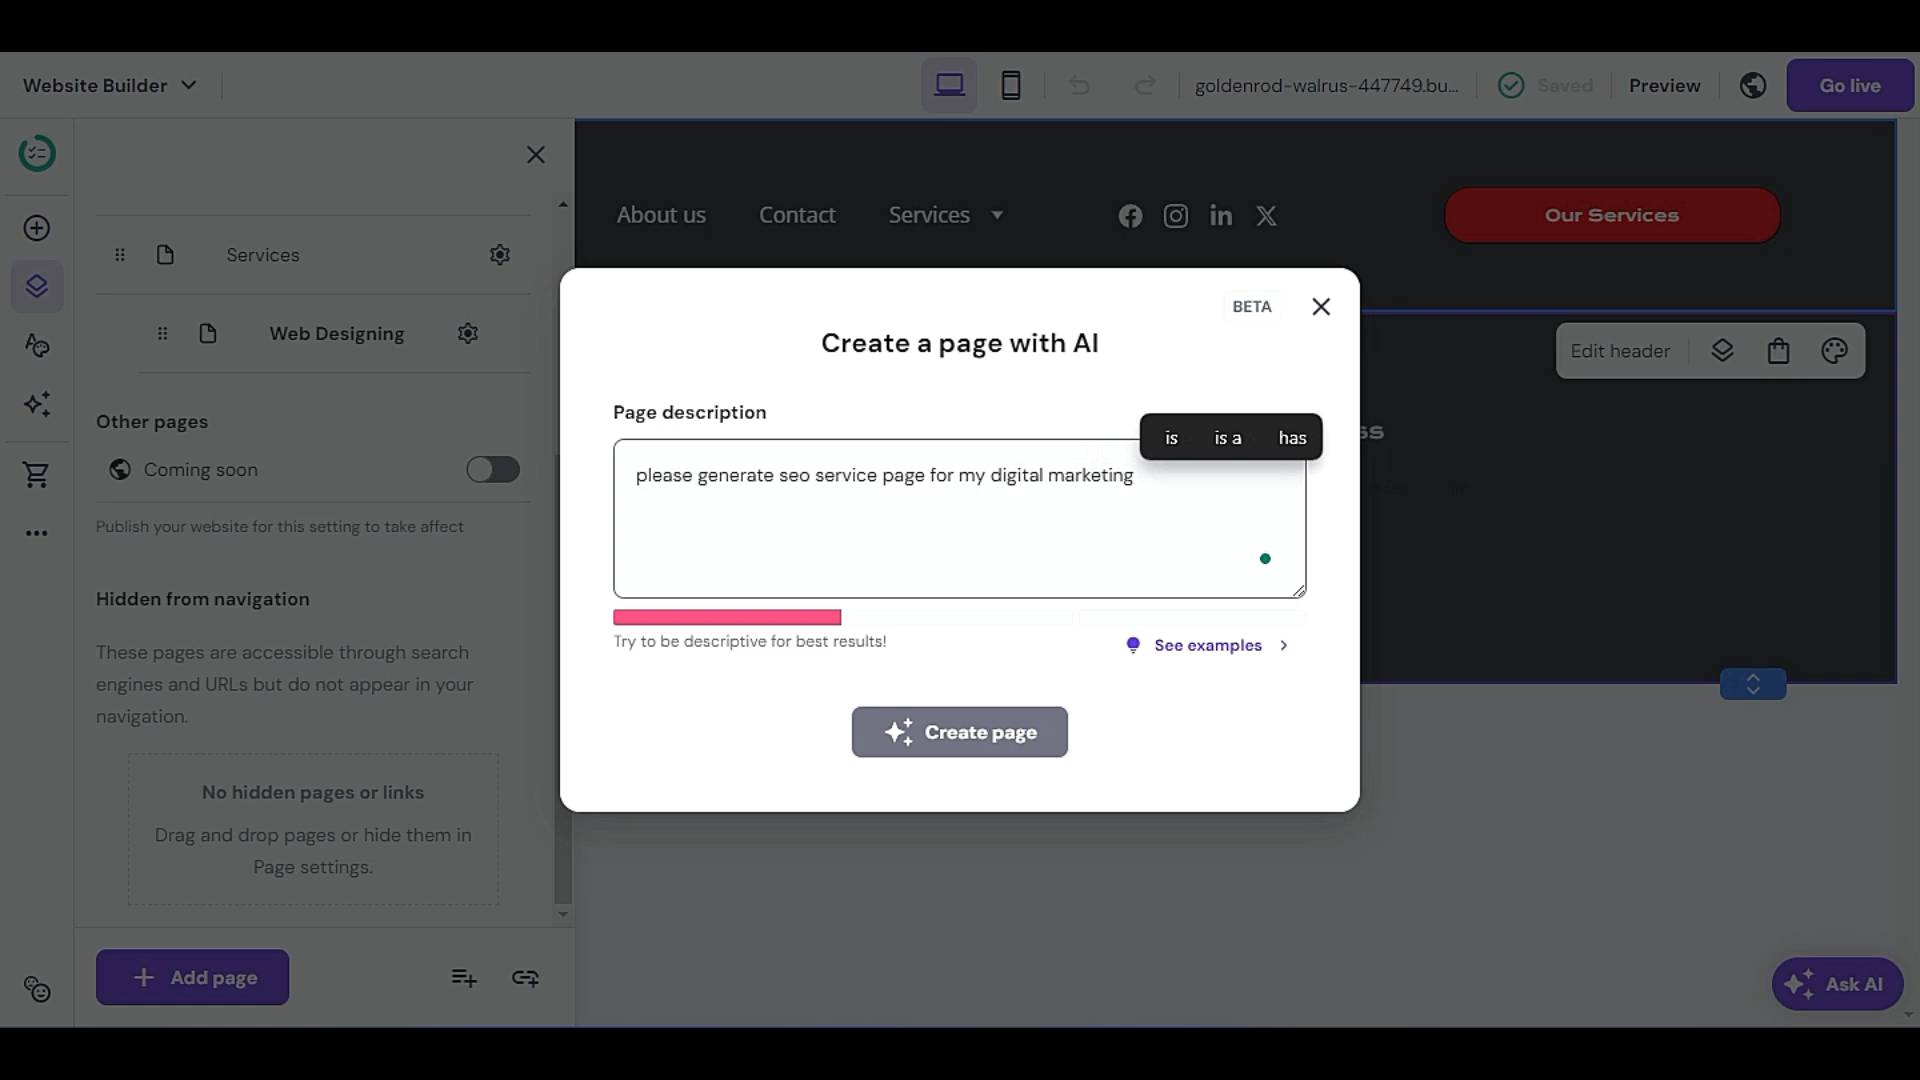 Website Builder
goldenrod-walrus-447749.bu...
Saved
Preview
Go live
About us
Contact
Services
Our Services
Services
Web Designing
Other pages
Coming soon
Publish your website for this setting to take affect
Hidden from navigation
These pages are accessible through search
engines and URLs but do not appear in your
navigation.
No hidden pages or links
Drag and drop pages or hide them in
Page settings.
Add page
Edit header
BETA
Create a page with AI
Page description
is is a has
please generate seo service page for my digital marketing
Try to be descriptive for best results!
See examples
Create page
Ask AI